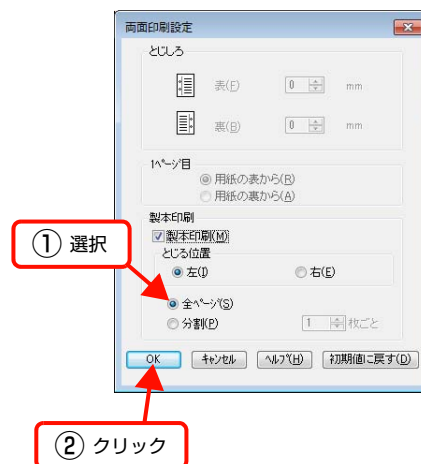 両面印刷設定
とじしろ
表(F) 0 mm
裏(B) 0 mm
1ページ目
用紙の表から(R)
用紙の裏から(A)
製本印刷
製本印刷(M)
とじる位置
左(I) 右(E)
① 選択
全ページ(S)
分割(P) 1 枚ごと
OK キャンセル ヘルプ(H) 初期値に戻す(D)
② クリック